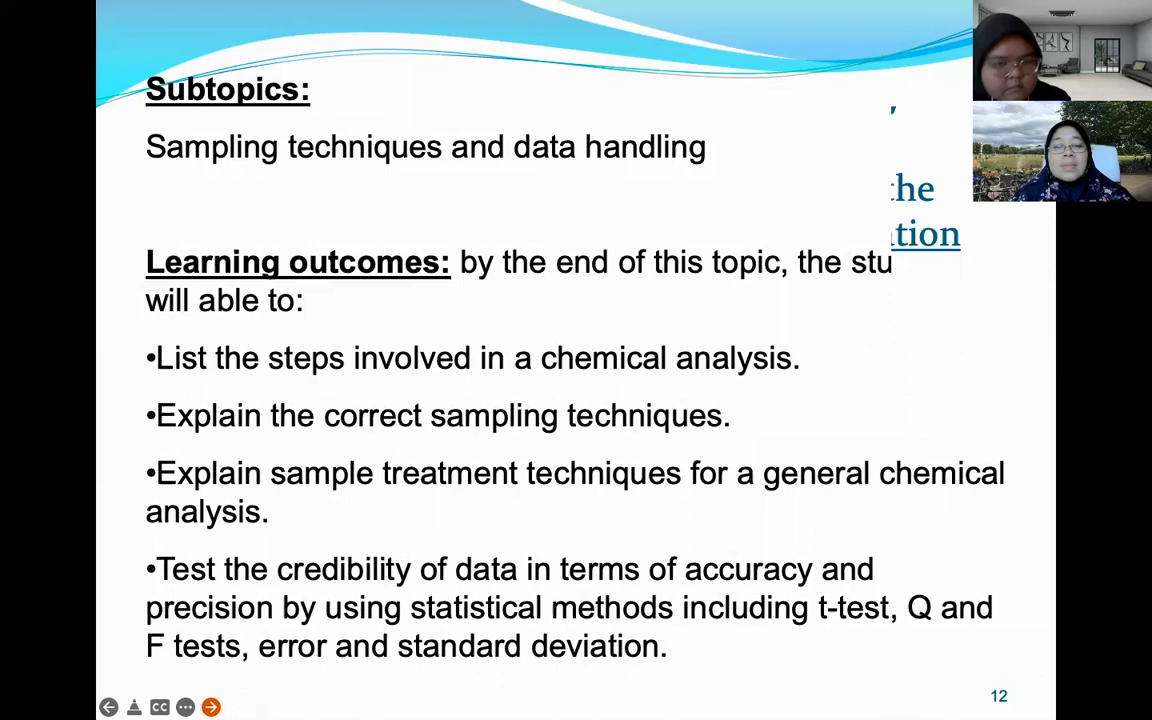 Subtopics:
Sampling techniques and data handling
the
tion
Learning outcomes: by the end of this topic, the stu
will able to:
•List the steps involved in a chemical analysis.
•Explain the correct sampling techniques.
•Explain sample treatment techniques for a general chemical
analysis.
•Test the credibility of data in terms of accuracy and
precision by using statistical methods including t-test, Q and
F tests, error and standard deviation.
CC
12